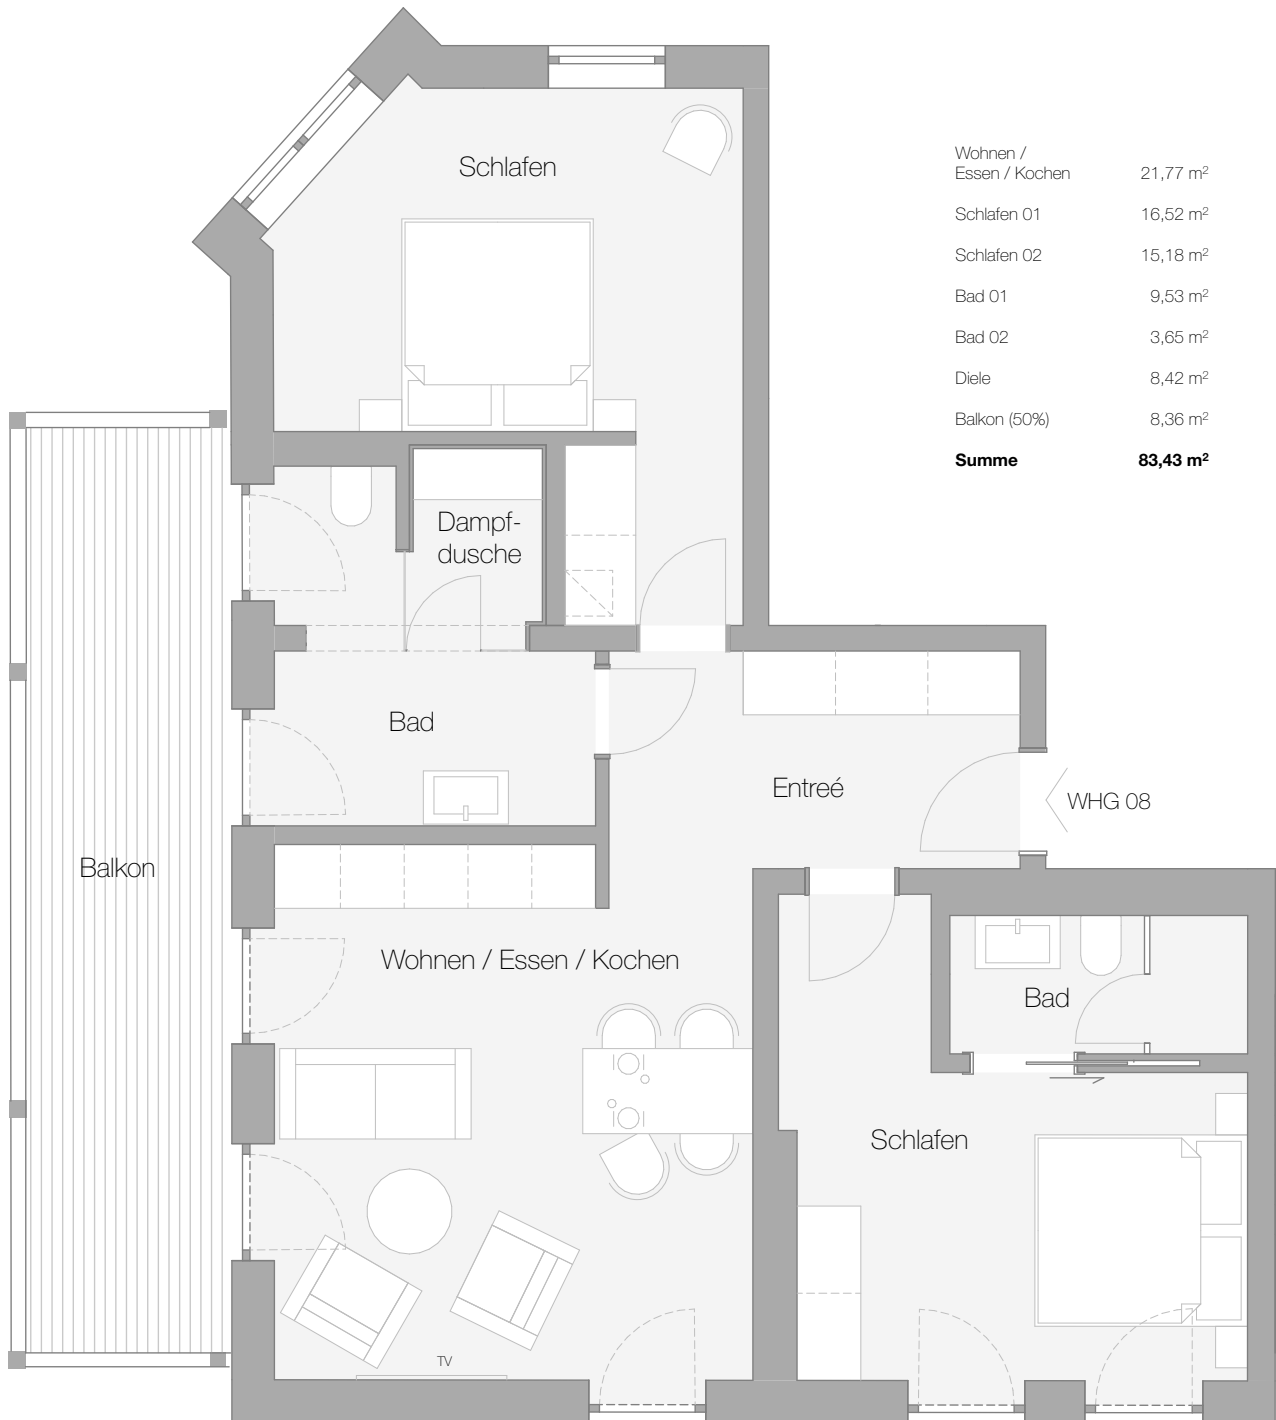 Schlafen
Wohnen /
Essen / Kochen 21,77 m²
Schlafen 01 16,52 m²
Schlafen 02 15,18 m²
Bad 01 9,53 m²
Bad 02 3,65 m²
Diele 8,42 m²
Balkon (50%) 8,36 m²
Summe 83,43 m²
Dampf-
dusche
Bad
Entreé
WHG 08
Balkon
Wohnen / Essen / Kochen
Bad
Schlafen
TV